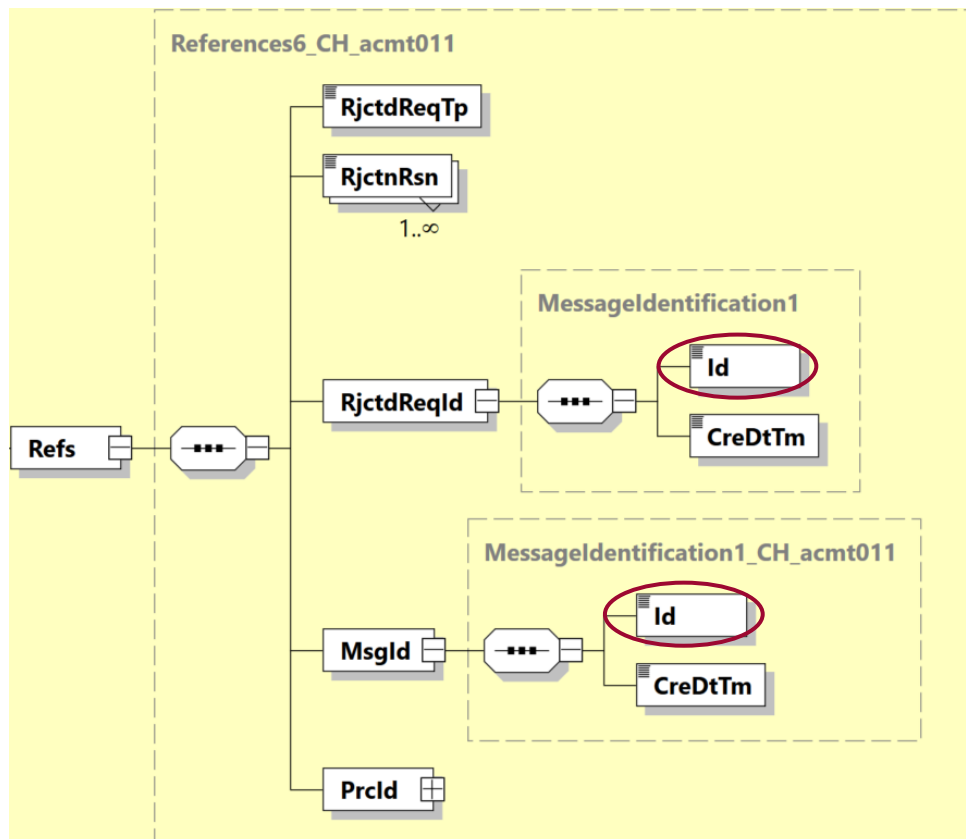 References6_CH_acmt011
RjctdReqTp
RjctnRsn
1..∞
MessageIdentification1
Id
RjctdReqId
CreDtTm
Refs
MessageIdentification1_CH_acmt011
Id
MsgId
CreDtTm
PrcId